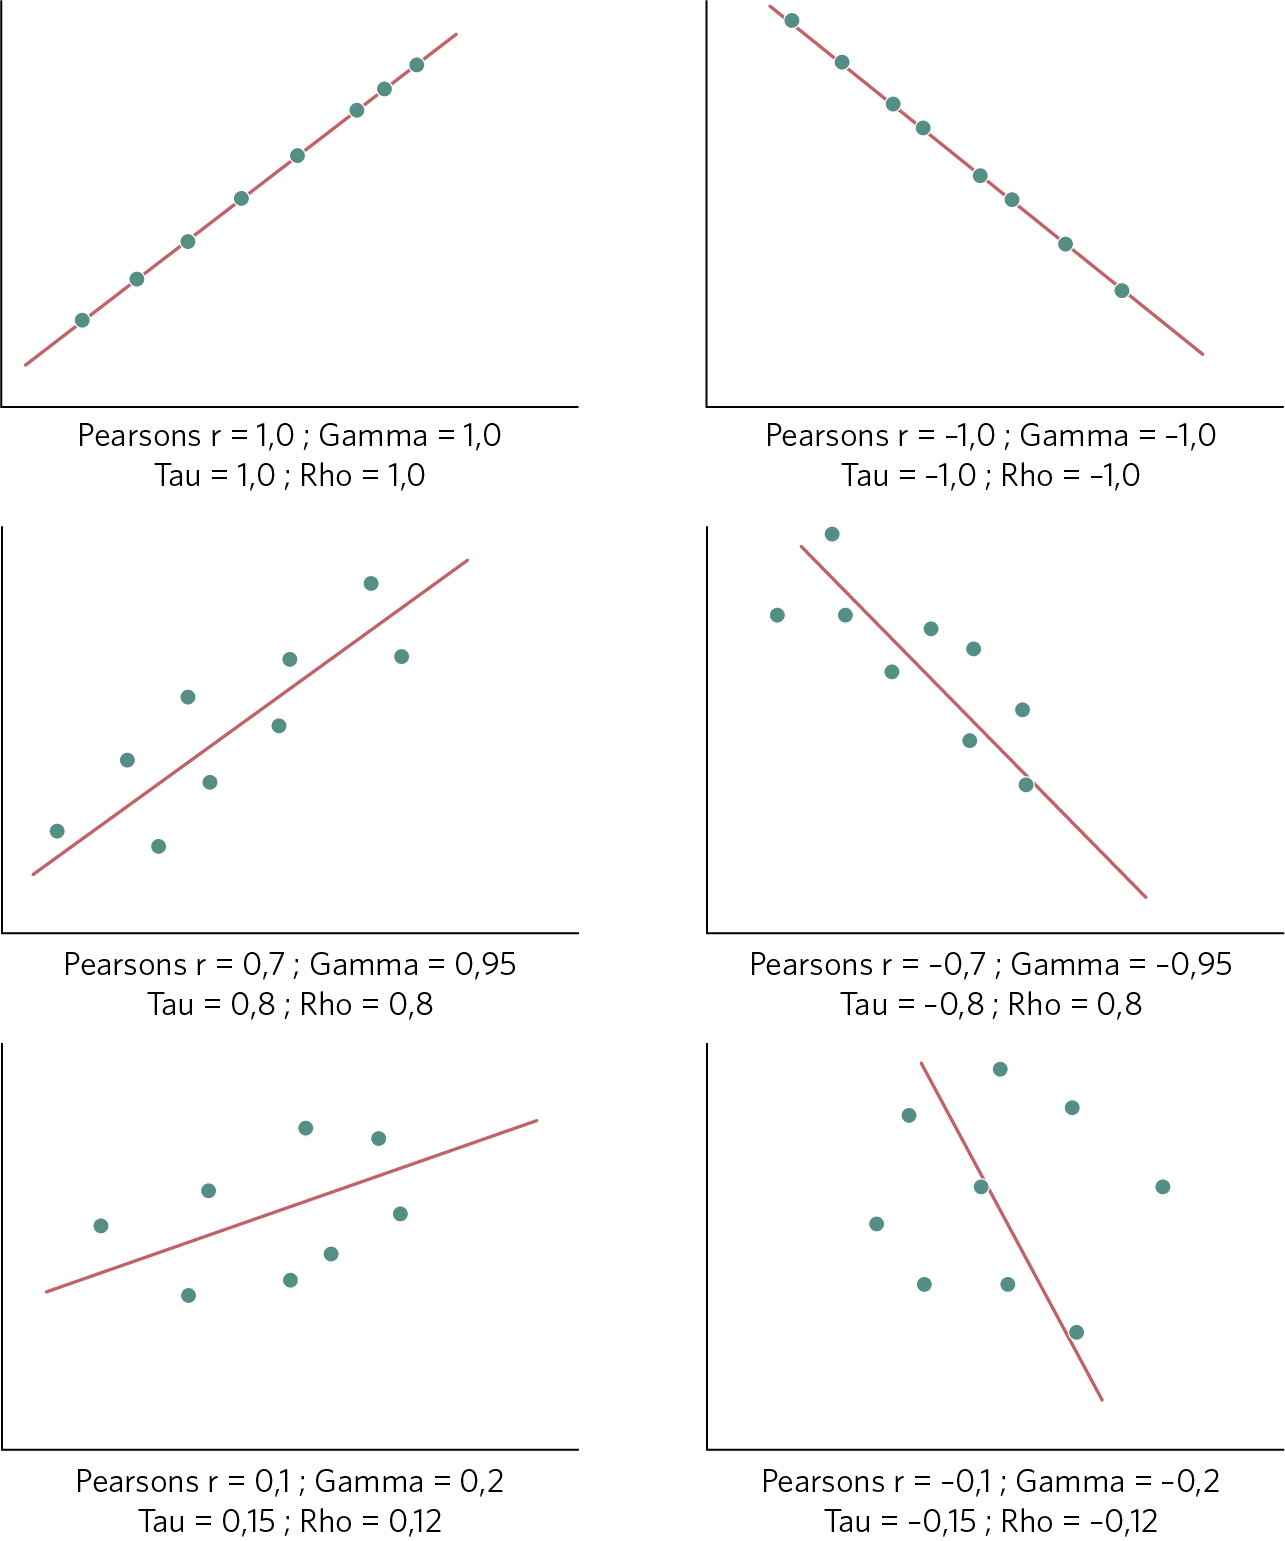 Pearsons r = 1,0 ; Gamma = 1,0
Tau = 1,0 ; Rho = 1,0
Pearsons r = –1,0 ; Gamma = –1,0
Tau = –1,0 ; Rho = –1,0
Pearsons r = 0,7 ; Gamma = 0,95
Tau = 0,8 ; Rho = 0,8
Pearsons r = –0,7 ; Gamma = –0,95
Tau = –0,8 ; Rho = 0,8
Pearsons r = 0,1 ; Gamma = 0,2
Tau = 0,15 ; Rho = 0,12
Pearsons r = –0,1 ; Gamma = –0,2
Tau = –0,15 ; Rho = –0,12